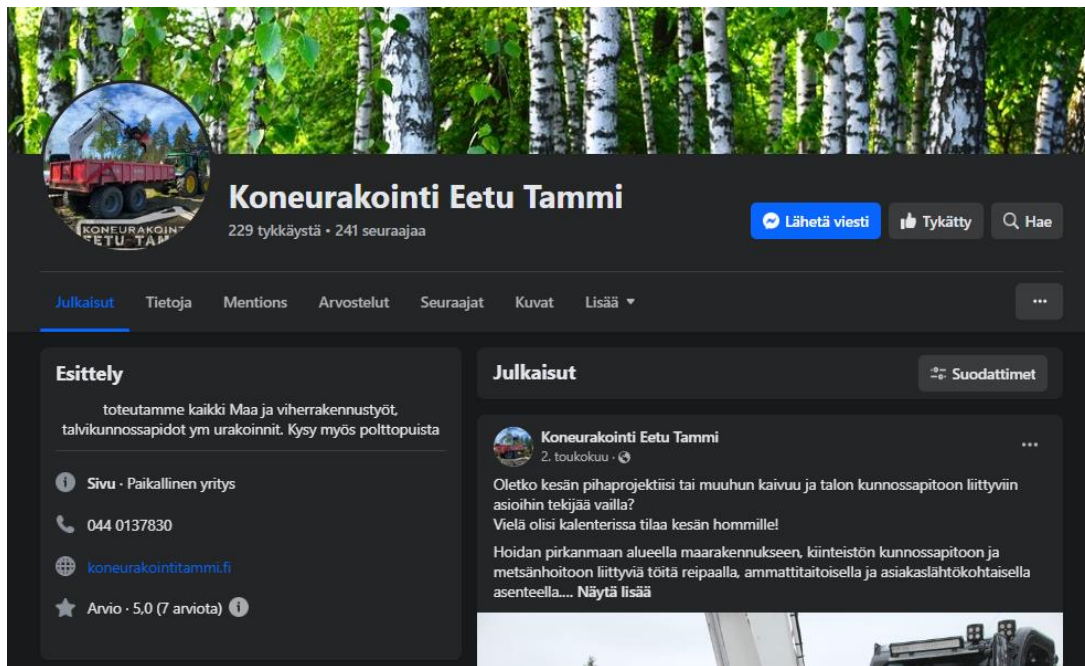 Koneurakointi Eetu Tammi
229 tykkäystä • 241 seuraajaa
Lähetä viesti
Tykätty
Hae
KONEURAKOINT
EETU TAM
Julkaisut
Tietoja
Mentions
Arvostelut
Seuraajat
Kuvat
Lisää
Esittely
toteutamme kaikki Maa ja viherrakennustyöt,
talvikunnossapidot ym urakoinnit. Kysy myös polttopuista
Sivu · Paikallinen yritys
044 0137830
koneurakointitammi.fi
Arvio · 5,0 (7 arviota)
Julkaisut
Suodattimet
Koneurakointi Eetu Tammi
2. toukokuu ·
Oletko kesän pihaprojektiisi tai muuhun kaivuu ja talon kunnossapitoon liittyviin
asioihin tekijää vailla?
Vielä olisi kalenterissa tilaa kesän hommille!
Hoidan pirkanmaan alueella maarakennukseen, kiinteistön kunnossapitoon ja
metsänhoitoon liittyviä töitä reipaalla, ammattitaitoisella ja asiakaslähtökohtaisella
asenteella.... Näytä lisää